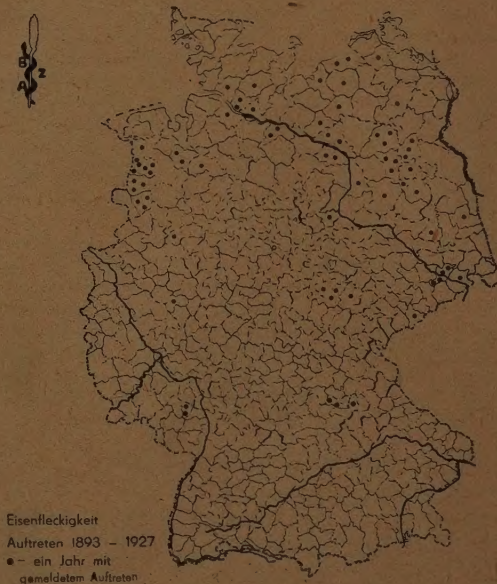 B
Z
A
Eisenfleckigkeit
Auftreten 1893 - 1927
● - ein Jahr mit
gemeldetem Auftreten